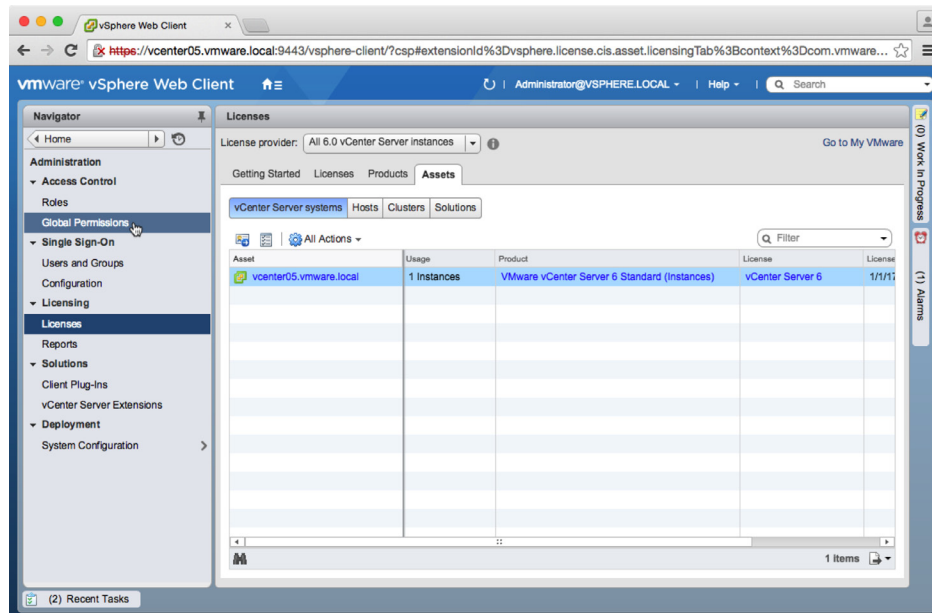 vSphere Web Client
https://vcenter05.vmware.local:9443/vsphere-client/?csp#extensionId%3Dvsphere.license.cis.asset.licensingTab%3Bcontext%3Dcom.vmware...
vmware® vSphere Web Client
Administrator@VSPHERE.LOCAL
Help
Search
Navigator
Home
Administration
Access Control
Roles
Global Permissions
Single Sign-On
Users and Groups
Configuration
Licensing
Licenses
Reports
Solutions
Client Plug-Ins
vCenter Server Extensions
Deployment
System Configuration
Licenses
License provider: All 6.0 vCenter Server instances
Go to My VMware
Getting Started Licenses Products Assets
vCenter Server systems Hosts Clusters Solutions
All Actions
Filter
Asset Usage Product License License
vcenter05.vmware.local 1 Instances VMware vCenter Server 6 Standard (Instances) vCenter Server 6 1/1/17
1 items
(0) Work In Progress
(1) Alarms
(2) Recent Tasks